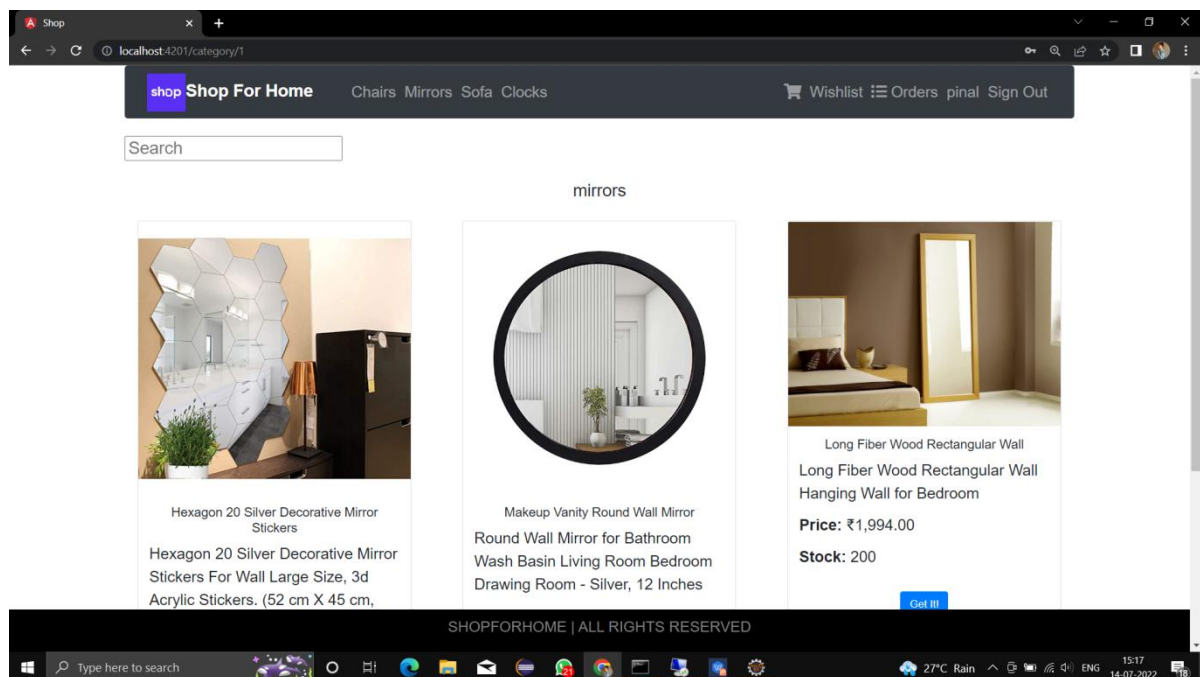 Shop
localhost:4201/category/1
shop Shop For Home Chairs Mirrors Sofa Clocks Wishlist Orders pinal Sign Out
Search
mirrors
Hexagon 20 Silver Decorative Mirror
Stickers
Hexagon 20 Silver Decorative Mirror
Stickers For Wall Large Size, 3d
Acrylic Stickers. (52 cm X 45 cm,
Makeup Vanity Round Wall Mirror
Round Wall Mirror for Bathroom
Wash Basin Living Room Bedroom
Drawing Room - Silver, 12 Inches
Long Fiber Wood Rectangular Wall
Long Fiber Wood Rectangular Wall
Hanging Wall for Bedroom
Price: ₹1,994.00
Stock: 200
Get It!
SHOPFORHOME | ALL RIGHTS RESERVED
Type here to search
27°C Rain
ENG
15:17
14-07-2022
18